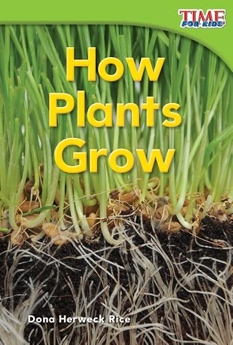 TIME
FOR KIDS
How
Plants
Grow
Dona Herweck Rice